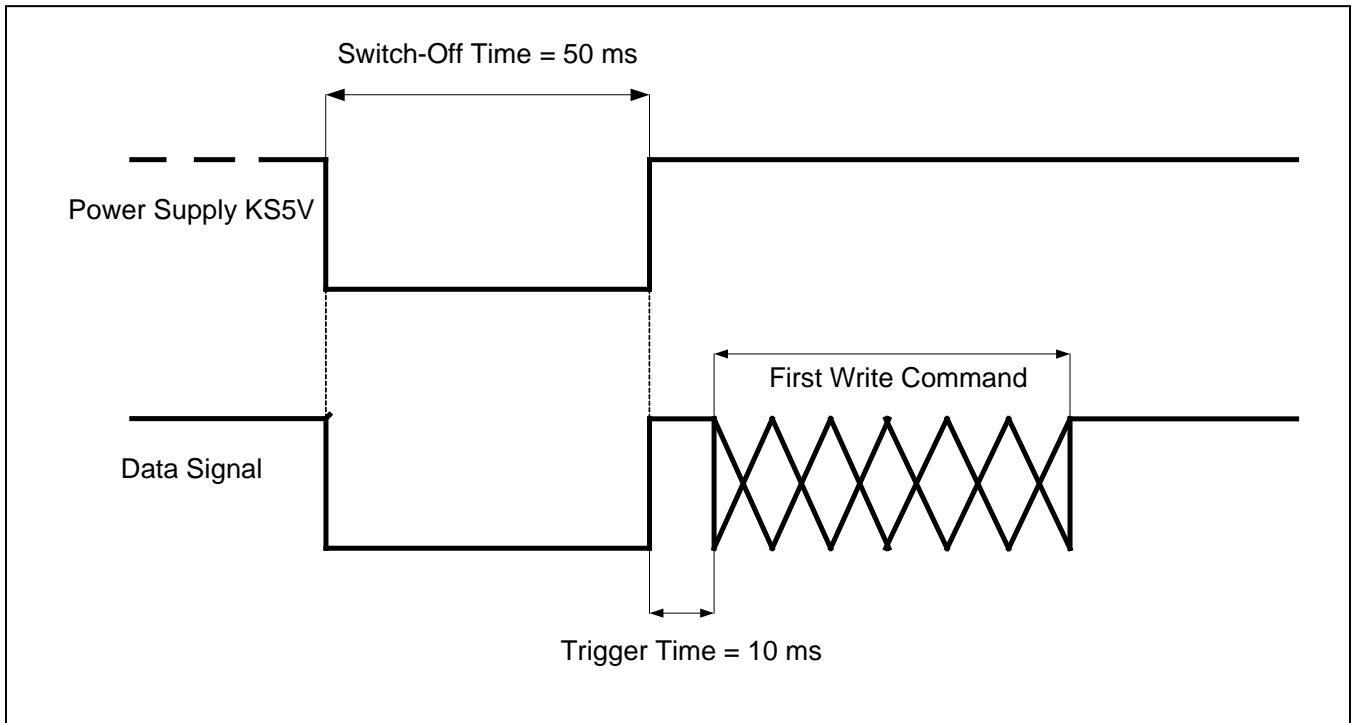 Switch-Off Time = 50 ms
Power Supply KS5V
First Write Command
Data Signal
Trigger Time = 10 ms